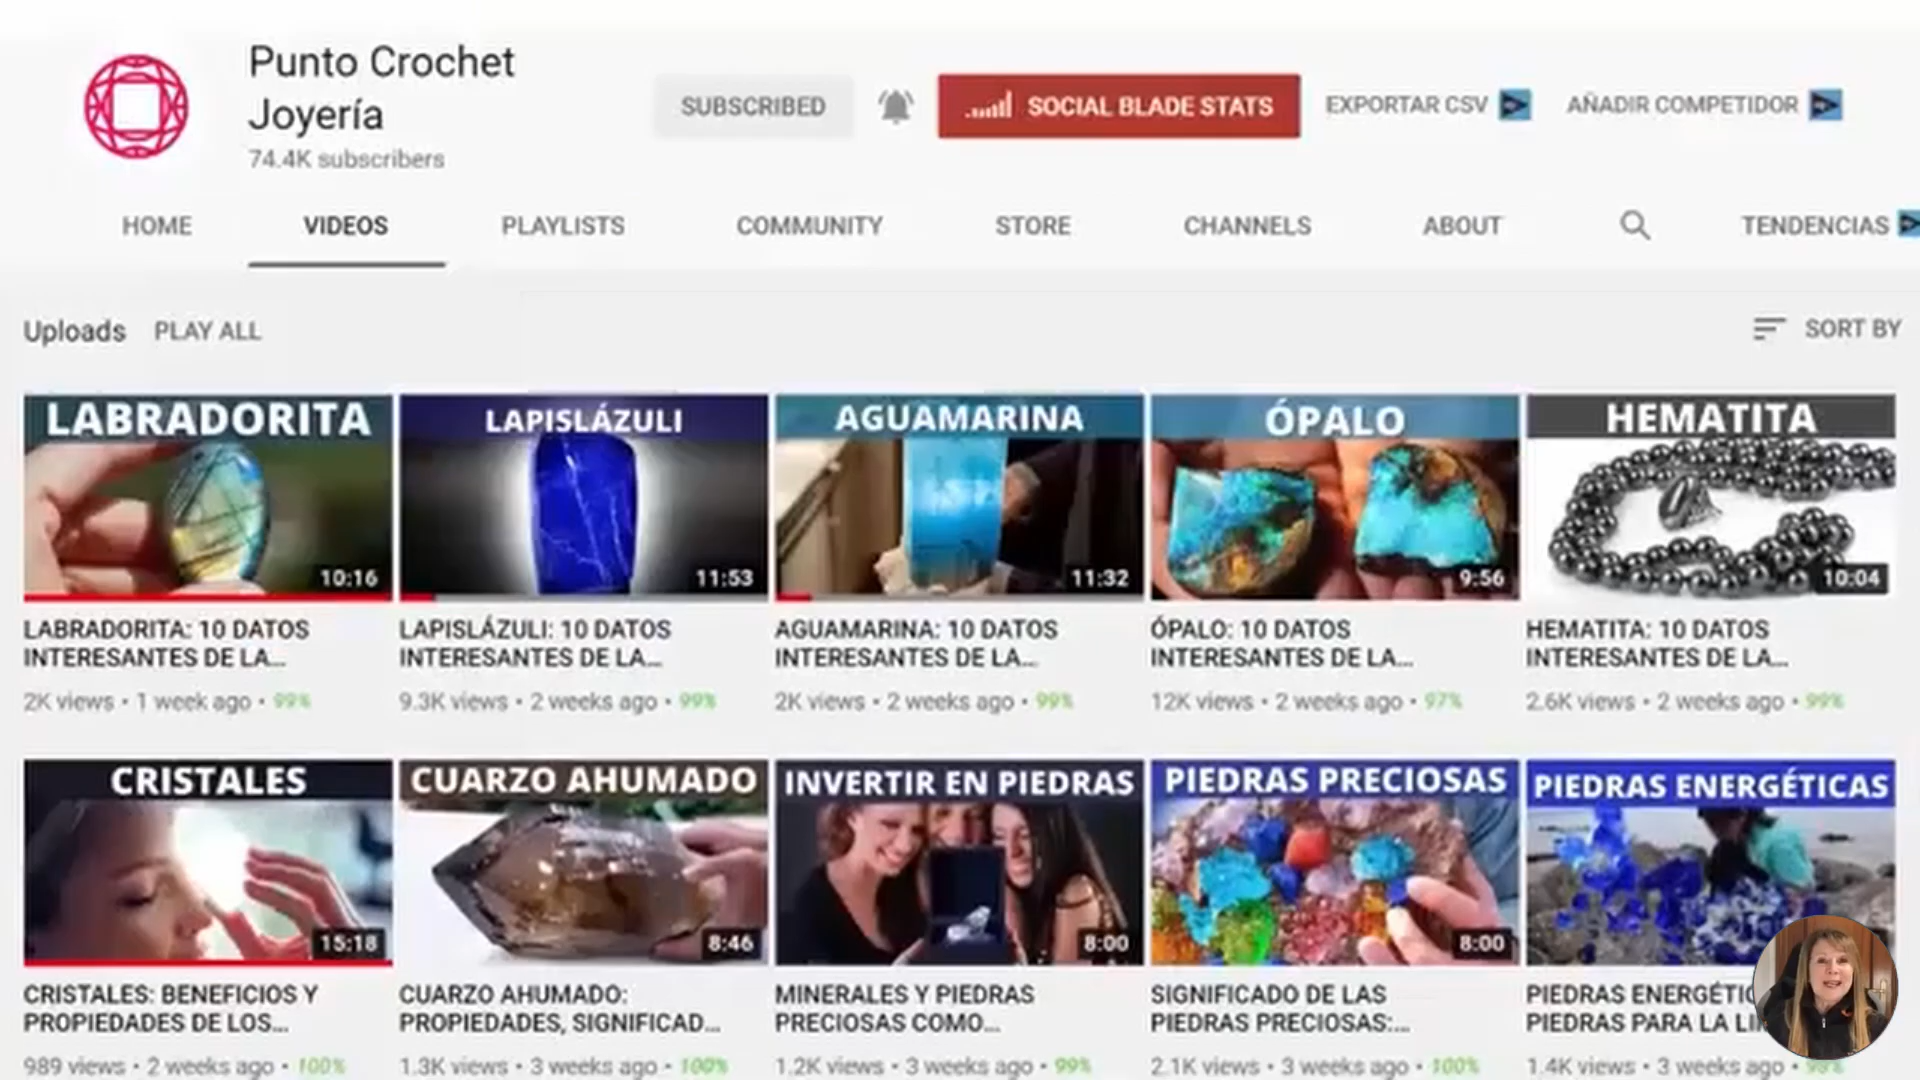 Punto Crochet
Joyería
74.4K subscribers
SUBSCRIBED
SOCIAL BLADE STATS
EXPORTAR CSV
AÑADIR COMPETIDOR
HOME
VIDEOS
PLAYLISTS
COMMUNITY
STORE
CHANNELS
ABOUT
TENDENCIAS
Uploads
PLAY ALL
SORT BY
LABRADORITA
10:16
LABRADORITA: 10 DATOS
INTERESANTES DE LA...
2K views • 1 week ago • 99%
LAPISLÁZULI
11:53
LAPISLÁZULI: 10 DATOS
INTERESANTES DE LA...
9.3K views • 2 weeks ago • 99%
AGUAMARINA
11:32
AGUAMARINA: 10 DATOS
INTERESANTES DE LA...
2K views • 2 weeks ago • 99%
ÓPALO
9:56
ÓPALO: 10 DATOS
INTERESANTES DE LA...
12K views • 2 weeks ago • 97%
HEMATITA
10:04
HEMATITA: 10 DATOS
INTERESANTES DE LA...
2.6K views • 2 weeks ago • 99%
CRISTALES
15:18
CRISTALES: BENEFICIOS Y
PROPIEDADES DE LOS...
989 views • 2 weeks ago • 100%
CUARZO AHUMADO
8:46
CUARZO AHUMADO:
PROPIEDADES, SIGNIFICAD...
1.3K views • 3 weeks ago • 100%
INVERTIR EN PIEDRAS
8:00
MINERALES Y PIEDRAS
PRECIOSAS COMO...
1.2K views • 3 weeks ago • 99%
PIEDRAS PRECIOSAS
8:00
SIGNIFICADO DE LAS
PIEDRAS PRECIOSAS:...
2.1K views • 3 weeks ago • 100%
PIEDRAS ENERGÉTICAS
PIEDRAS ENERGÉTIC
PIEDRAS PARA LA
1.4K views • 3 weeks ago